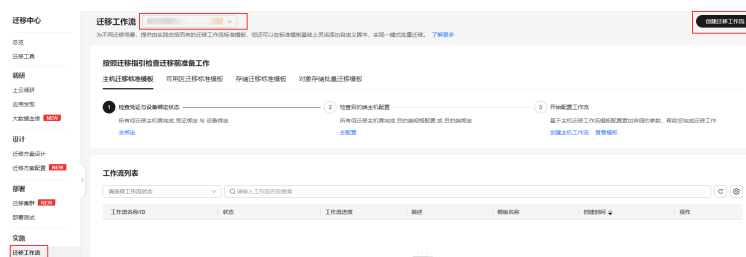 迁移中心
总览
迁移工具
调研
上云调研
应用发现
大数据血缘 NEW
设计
迁移方案设计
迁移方案配置 NEW
部署
迁移集群 NEW
部署测试
实施
迁移工作流
迁移工作流
创建迁移工作流
为不同迁移场景，提供由实践总结而来的迁移工作流标准模板，您还可以在标准模板基础上灵活添加自定义脚本，实现一键式批量迁移。 了解更多
按照迁移指引检查迁移前准备工作
主机迁移标准模板 可用区迁移标准模板 存储迁移标准模板 对象存储批量迁移模板
1 检查凭证与设备绑定状态
所有待迁移主机需完成 凭证绑定 与 设备绑定
去绑定
2 检查目的端主机配置
所有待迁移主机需完成 目的端规格配置 或 目的端绑定
去配置
3 开始配置工作流
基于主机迁移工作流模板配置更加详细的参数，帮助您完成迁移工作
创建主机工作流 查看模板
工作流列表
请选择工作流状态 请输入工作流名称搜索
工作流名称/ID 状态 工作流进度 描述 模板名称 创建时间 操作